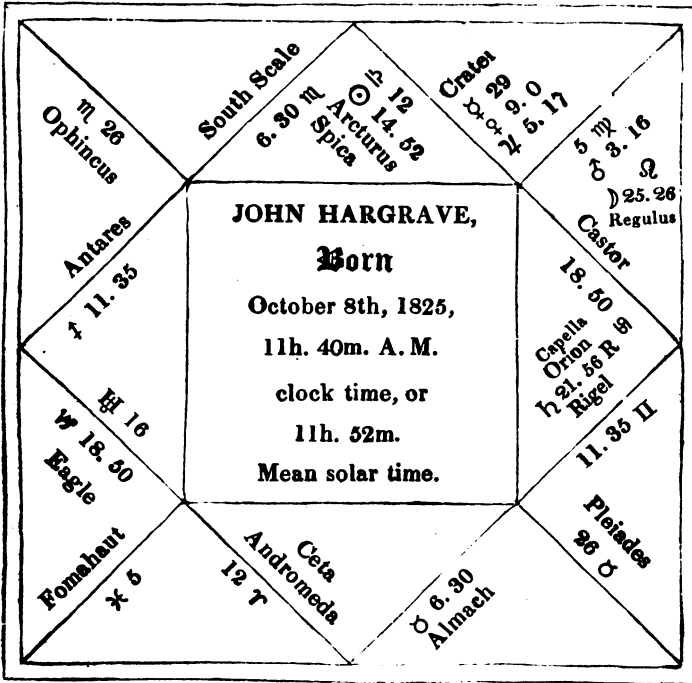 South Scale
6. 30 ♏
♎ 12
☉ 14. 52
Arcturus
Spica
Crater
29
☿ ♀ 9. 0
♃ 5. 17
5 ♍
♂ 3. 16
♌
☽ 25. 26
Regulus
♏ 26
Ophincus
Antares
♐ 11. 35
JOHN HARGRAVE,
Born
October 8th, 1825,
11h. 40m. A. M.
clock time, or
11h. 52m.
Mean solar time.
Castor
18. 50
♋
Capella
Orion
♄ 21. 56 R
Rigel
11. 35 ♊
Pleiades
26 ♉
♅ 16
♑ 18. 50
Eagle
Fomahaut
♓ 5
Ceta
Andromeda
12 ♈
♉ 6. 30
Almach